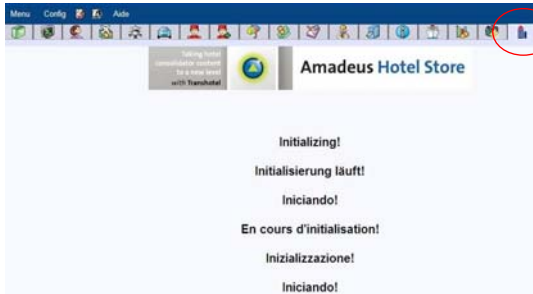 Menu Config Aide
Taking hotel
consolidator content
to a new level
with Transhotel
Amadeus Hotel Store
Initializing!
Initialisierung läuft!
Iniciando!
En cours d'initialisation!
Inizializzazione!
Iniciando!